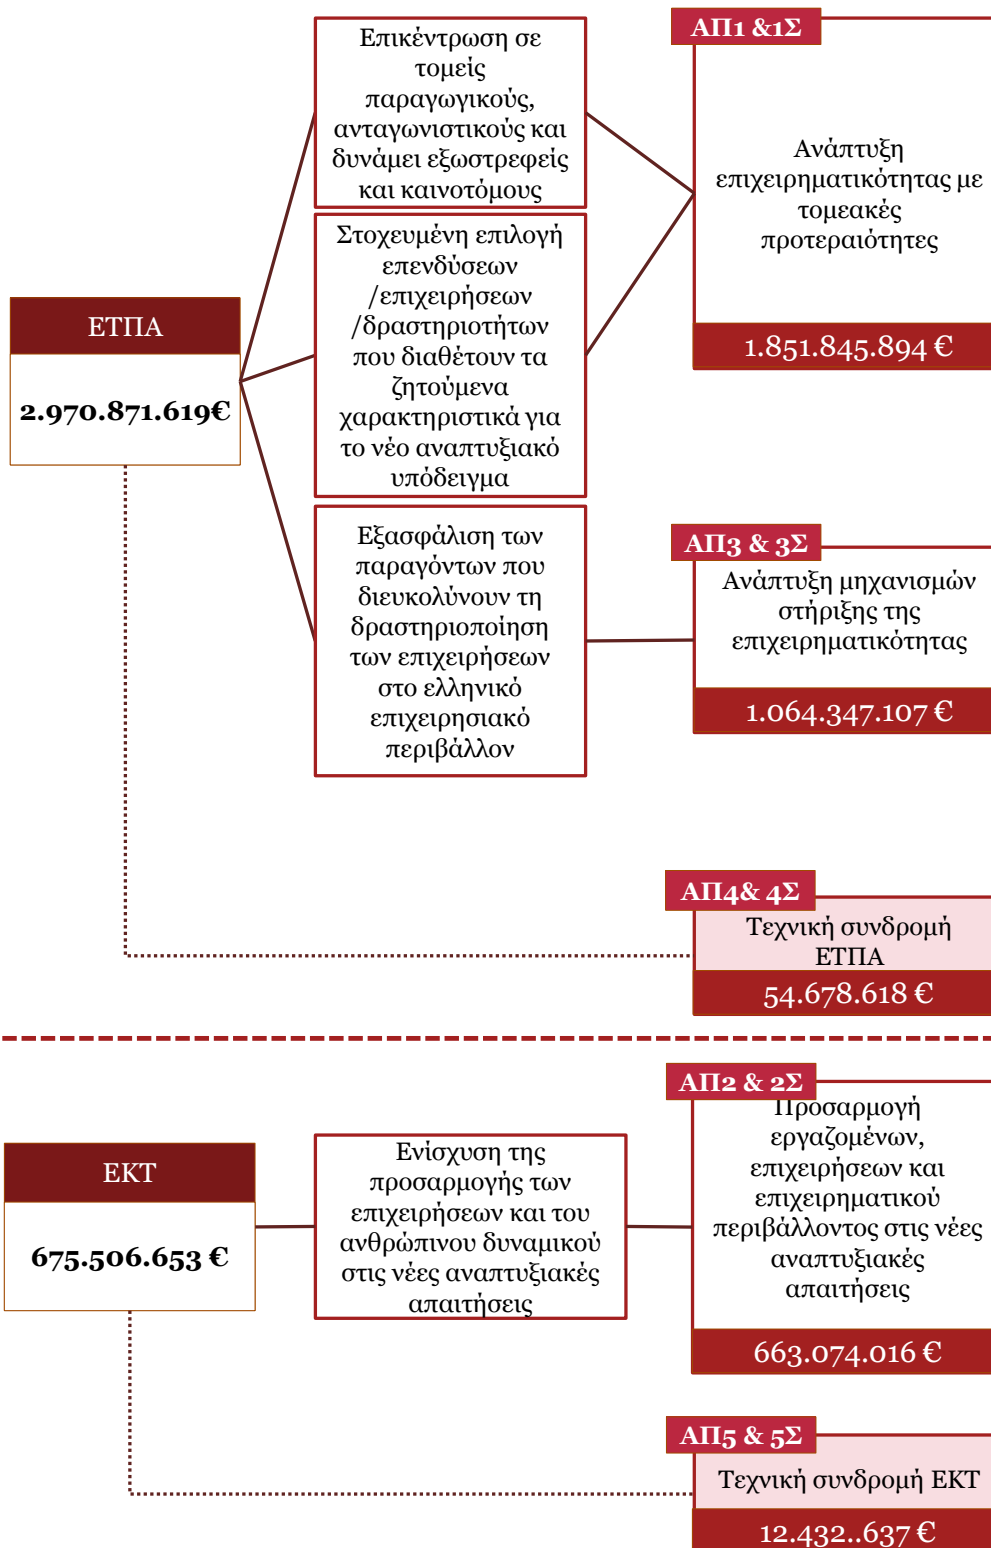 ΕΤΠΑ
2.970.871.619€
Επικέντρωση σε
τομείς
παραγωγικούς,
ανταγωνιστικούς και
δυνάμει εξωστρεφείς
και καινοτόμους
Στοχευμένη επιλογή
επενδύσεων
/επιχειρήσεων
/δραστηριοτήτων
που διαθέτουν τα
ζητούμενα
χαρακτηριστικά για
το νέο αναπτυξιακό
υπόδειγμα
Εξασφάλιση των
παραγόντων που
διευκολύνουν τη
δραστηριοποίηση
των επιχειρήσεων
στο ελληνικό
επιχειρησιακό
περιβάλλον
ΑΠ1 &1Σ
Ανάπτυξη
επιχειρηματικότητας με
τομεακές
προτεραιότητες
1.851.845.894 €
ΑΠ3 & 3Σ
Ανάπτυξη μηχανισμών
στήριξης της
επιχειρηματικότητας
1.064.347.107 €
ΑΠ4& 4Σ
Τεχνική συνδρομή
ΕΤΠΑ
54.678.618 €
ΕΚΤ
675.506.653 €
Ενίσχυση της
προσαρμογής των
επιχειρήσεων και του
ανθρώπινου δυναμικού
στις νέες αναπτυξιακές
απαιτήσεις
ΑΠ2 & 2Σ
Προσαρμογή
εργαζομένων,
επιχειρήσεων και
επιχειρηματικού
περιβάλλοντος στις νέες
αναπτυξιακές
απαιτήσεις
663.074.016 €
ΑΠ5 & 5Σ
Τεχνική συνδρομή ΕΚΤ
12.432..637 €